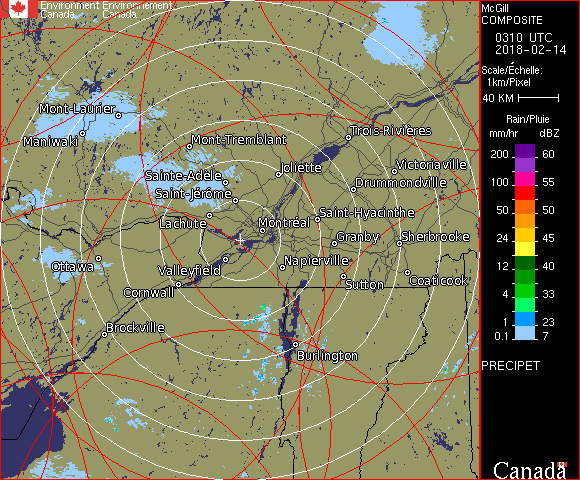 Environment Environnement
Canada Canada
McGill
COMPOSITE
0310 UTC
2018-02-14
Scale/Échelle:
1km/Pixel
40 KM
Rain/Pluie
mm/hr dBZ
200 60
100 55
50 50
24 45
12 40
4 33
1 23
0.1 7
PRECIPET
Mont-Laurier
Maniwaki
Mont-Tremblant
Trois-Rivières
Sainte-Adèle
Joliette
Victoriaville
Saint-Jérôme
Drummondville
Lachute
Montréal
Saint-Hyacinthe
Granby
Sherbrooke
Ottawa
Valleyfield
Napierville
Cornwall
Sutton
Coaticook
Brockville
Burlington
Canada